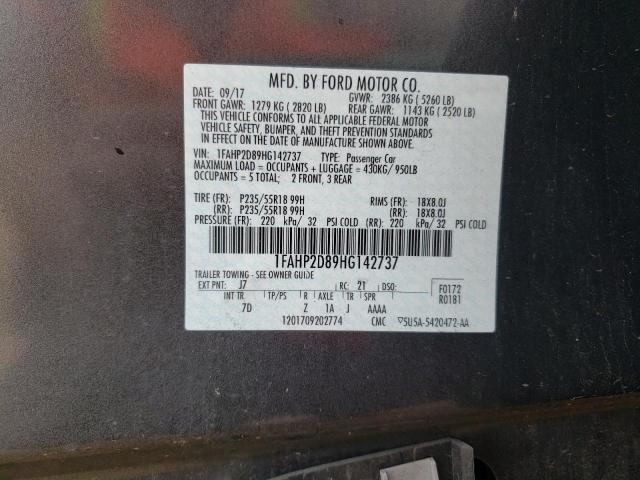 MFD. BY FORD MOTOR CO.
DATE: 09/17 GVWR: 2386 KG ( 5260 LB)
FRONT GAWR: 1279 KG ( 2820 LB) REAR GAWR: 1143 KG ( 2520 LB)
THIS VEHICLE CONFORMS TO ALL APPLICABLE FEDERAL MOTOR
VEHICLE SAFETY, BUMPER, AND THEFT PREVENTION STANDARDS
IN EFFECT ON THE DATE OF MANUFACTURE SHOWN ABOVE.
VIN: 1FAHP2D89HG142737 TYPE: Passenger Car
MAXIMUM LOAD = OCCUPANTS + LUGGAGE = 430KG/ 950LB
OCCUPANTS = 5 TOTAL; 2 FRONT, 3 REAR
TIRE (FR): P235/55R18 99H RIMS (FR): 18X8.0J
(RR): P235/55R18 99H (RR): 18X8.0J
PRESSURE (FR): 220 kPa/ 32 PSI COLD (RR): 220 kPa/ 32 PSI COLD
1FAHP2D89HG142737
TRAILER TOWING - SEE OWNER GUIDE
EXT PNT: J7 RC: 21 DSO: F0172
INT TR TP/PS R AXLE TR SPR R0181
7D Z 1A J AAAA
1201709202774 CMC ▽5U5A-5420472-AA